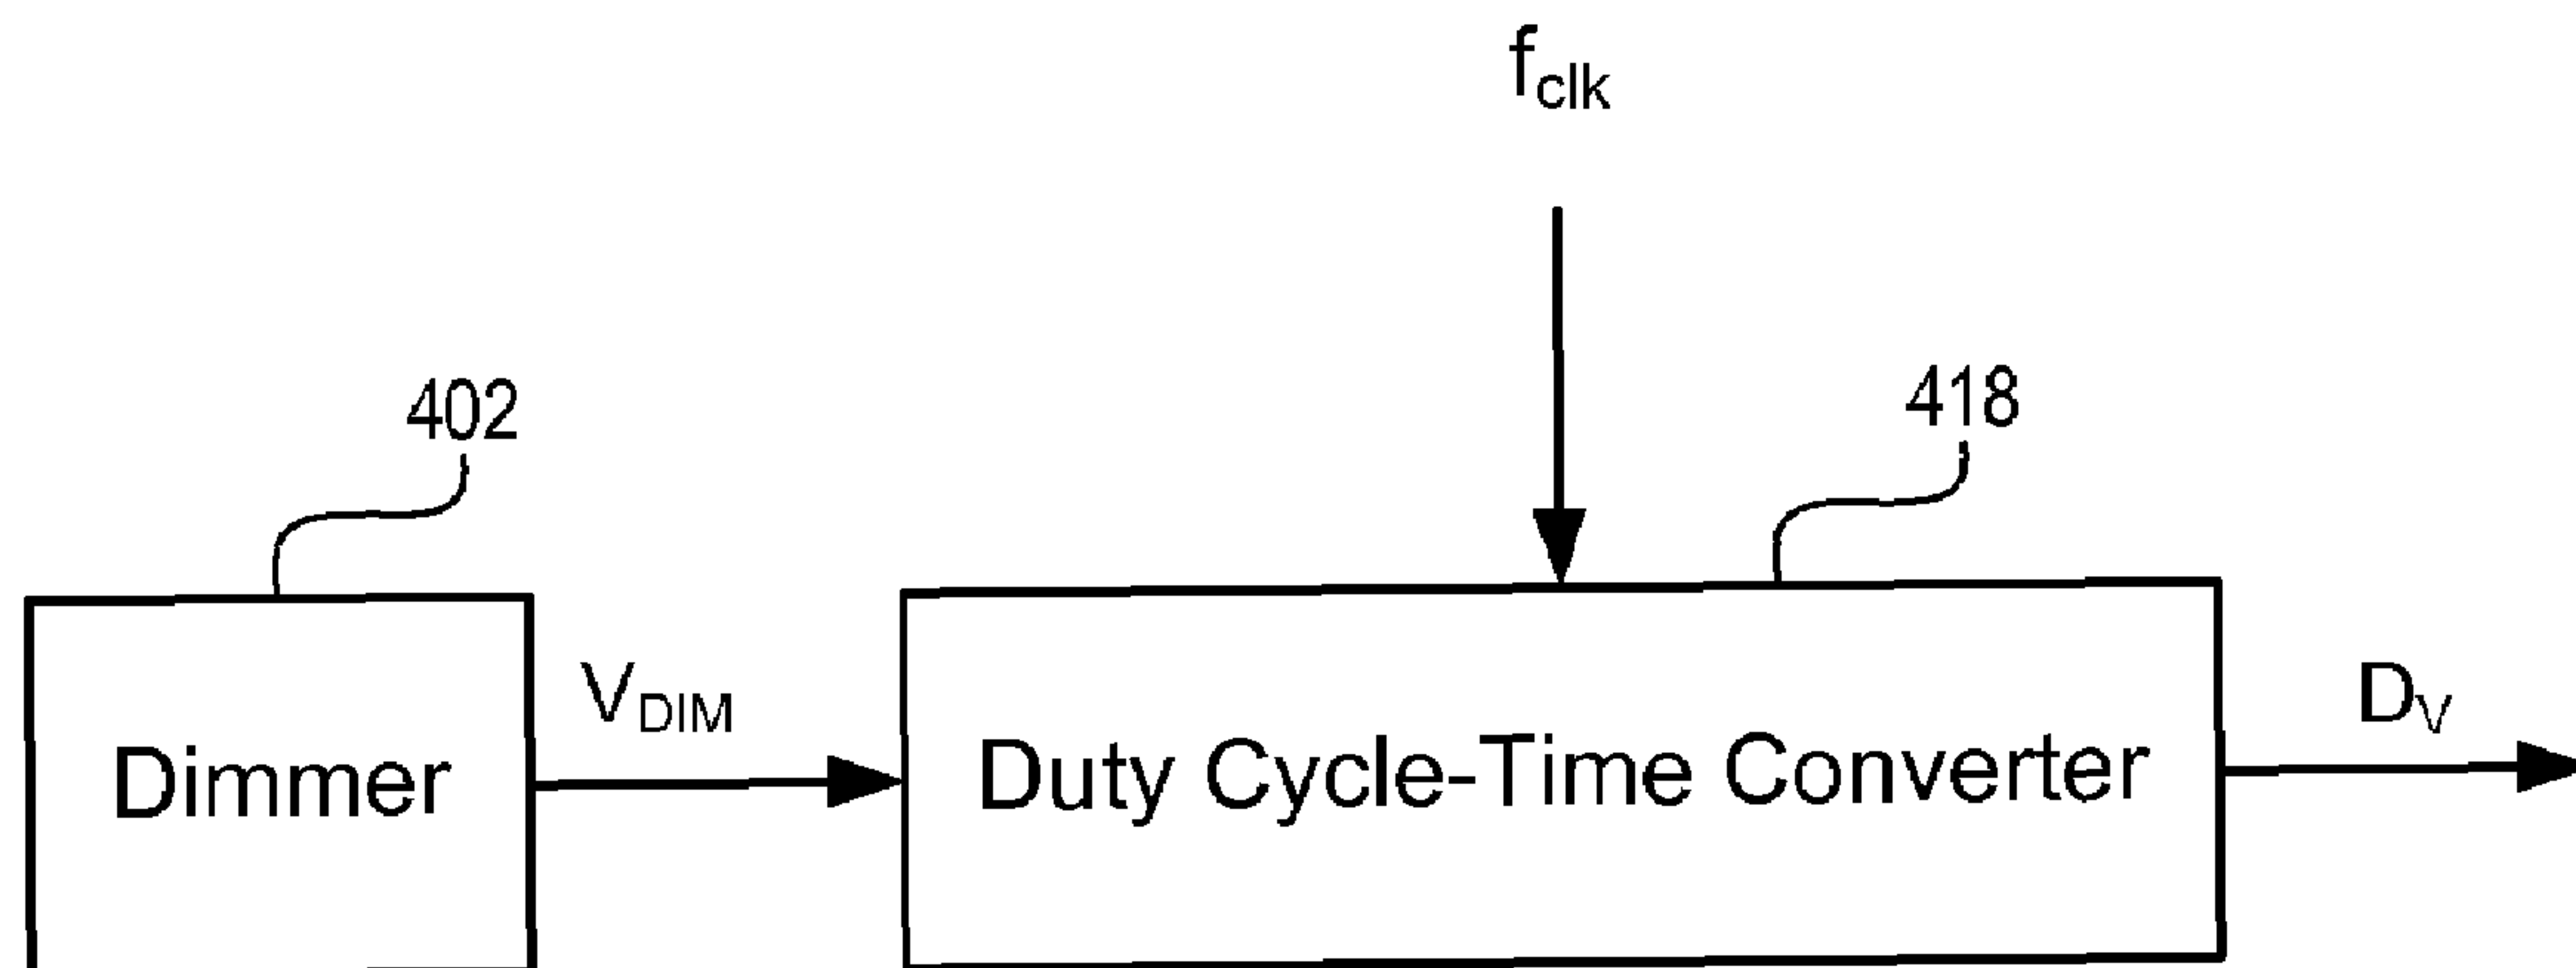 fclk
402
418
VDIM
DV
Dimmer
Duty Cycle-Time Converter